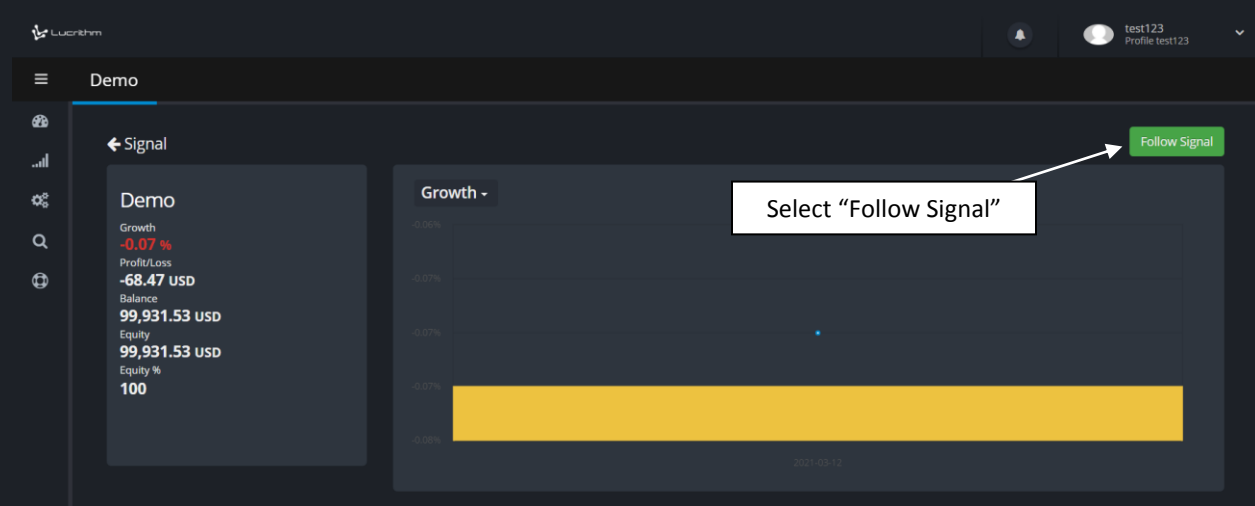 Lucrithm
test123
Profile test123
Demo
Signal
Follow Signal
Demo
Growth
-0.07 %
Profit/Loss
-68.47 USD
Balance
99,931.53 USD
Equity
99,931.53 USD
Equity %
100
Growth
Select “Follow Signal”
-0.06%
-0.07%
-0.07%
-0.07%
-0.08%
2021-03-12